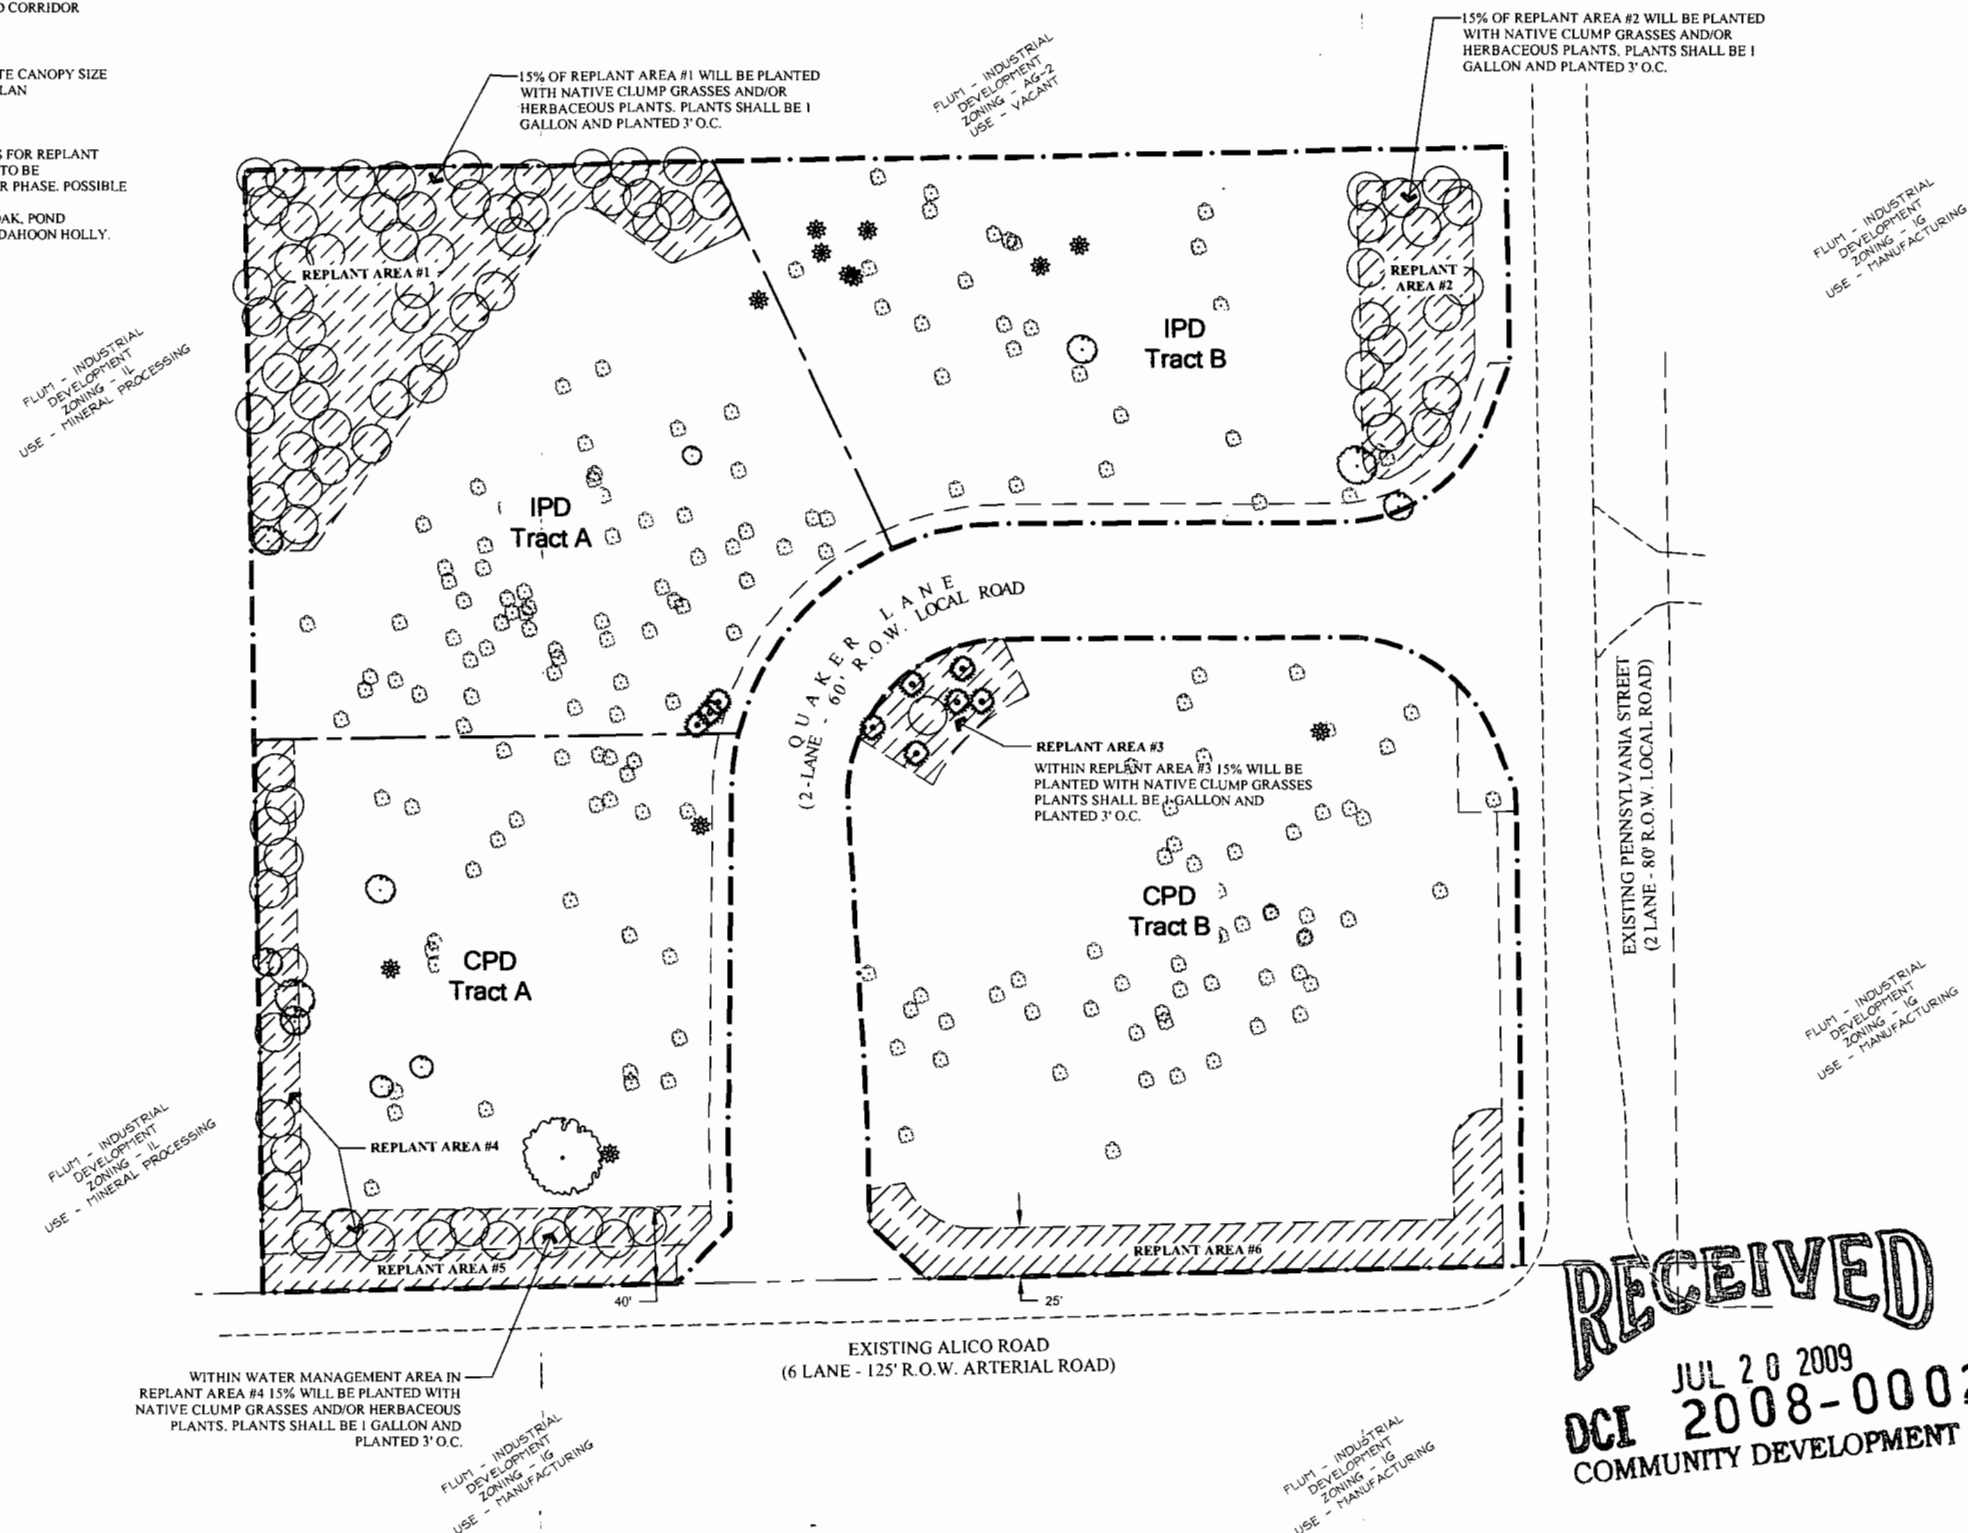 D CORRIDOR
TE CANOPY SIZE
LAN
S FOR REPLANT
TO BE
R PHASE. POSSIBLE
OAK, POND
DAHOON HOLLY.
15% OF REPLANT AREA #1 WILL BE PLANTED
WITH NATIVE CLUMP GRASSES AND/OR
HERBACEOUS PLANTS. PLANTS SHALL BE 1
GALLON AND PLANTED 3' O.C.
FLUM - INDUSTRIAL
DEVELOPMENT
ZONING - AG-2
USE - VACANT
15% OF REPLANT AREA #2 WILL BE PLANTED
WITH NATIVE CLUMP GRASSES AND/OR
HERBACEOUS PLANTS. PLANTS SHALL BE 1
GALLON AND PLANTED 3' O.C.
FLUM - INDUSTRIAL
DEVELOPMENT
ZONING - IG
USE - MANUFACTURING
REPLANT AREA #1
REPLANT
AREA #2
IPD
Tract B
FLUM - INDUSTRIAL
DEVELOPMENT
ZONING - IL
USE - MINERAL PROCESSING
IPD
Tract A
QUAKER LANE
(2-LANE - 60' R.O.W. LOCAL ROAD
REPLANT AREA #3
WITHIN REPLANT AREA #3 15% WILL BE
PLANTED WITH NATIVE CLUMP GRASSES
PLANTS SHALL BE 1 GALLON AND
PLANTED 3' O.C.
EXISTING PENNSYLVANIA STREET
(2 LANE - 80' R.O.W. LOCAL ROAD)
CPD
Tract B
CPD
Tract A
FLUM - INDUSTRIAL
DEVELOPMENT
ZONING - IG
USE - MANUFACTURING
FLUM - INDUSTRIAL
DEVELOPMENT
ZONING - IL
USE - MINERAL PROCESSING
REPLANT AREA #4
REPLANT AREA #5
REPLANT AREA #6
40'
25'
EXISTING ALICO ROAD
(6 LANE - 125' R.O.W. ARTERIAL ROAD)
WITHIN WATER MANAGEMENT AREA IN
REPLANT AREA #4 15% WILL BE PLANTED WITH
NATIVE CLUMP GRASSES AND/OR HERBACEOUS
PLANTS. PLANTS SHALL BE 1 GALLON AND
PLANTED 3' O.C.
FLUM - INDUSTRIAL
DEVELOPMENT
ZONING - IG
USE - MANUFACTURING
FLUM - INDUSTRIAL
DEVELOPMENT
ZONING - IG
USE - MANUFACTURING
RECEIVED
JUL 20 2009
DCI 2008-0002
COMMUNITY DEVELOPMENT